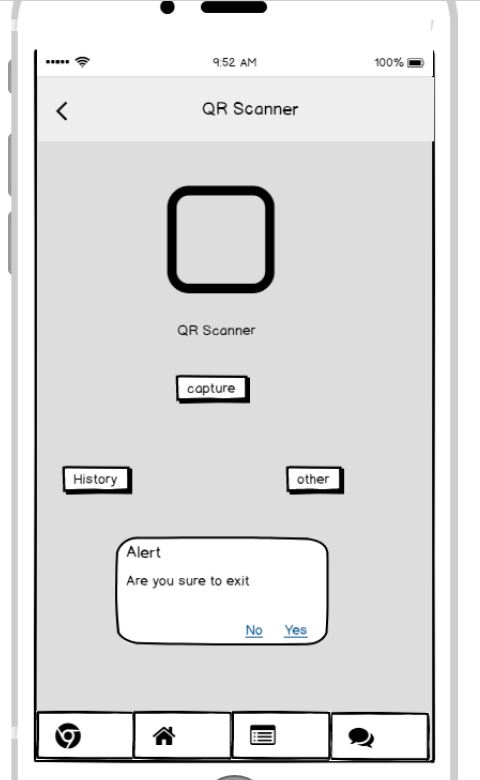 9:52 AM
100%
QR Scanner
QR Scanner
capture
History
other
Alert
Are you sure to exit
No Yes